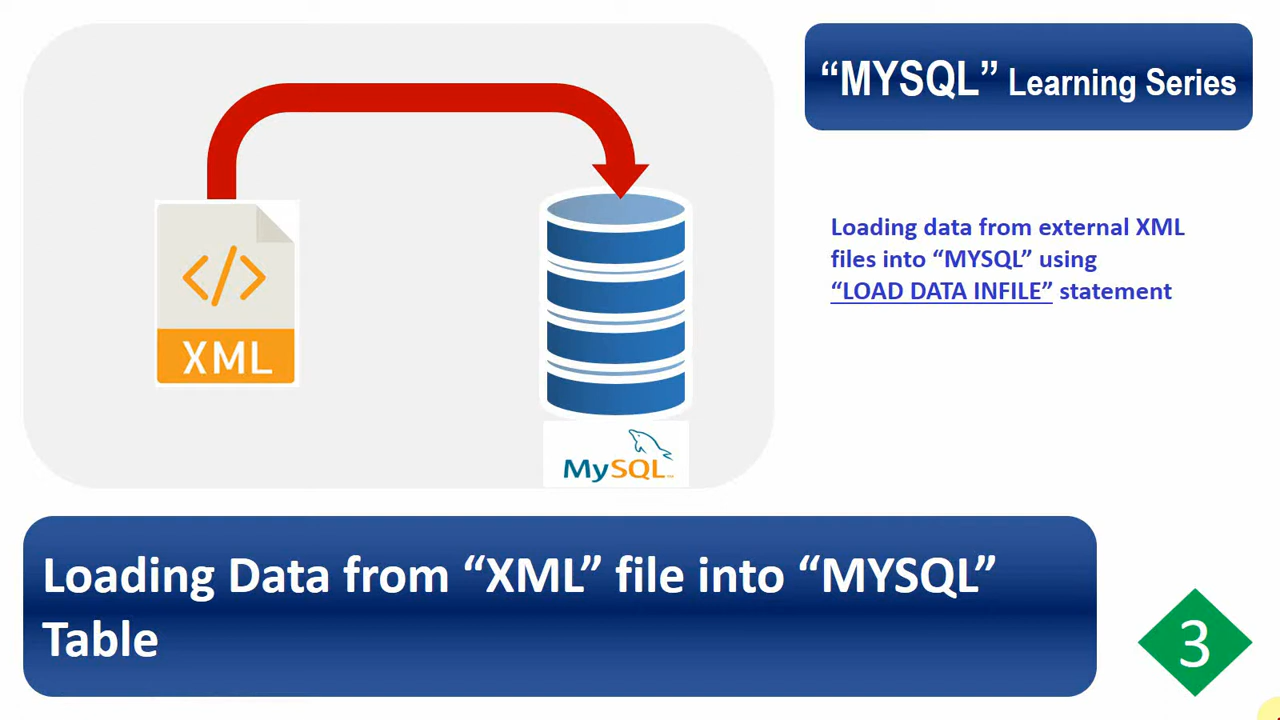 “MYSQL” Learning Series
Loading data from external XML
files into “MYSQL” using
“LOAD DATA INFILE” statement
</>
XML
MySQL™
Loading Data from “XML” file into “MYSQL”
Table
3